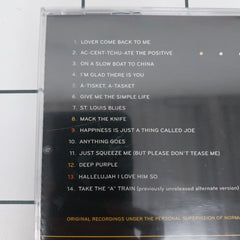 1. LOVER COME BACK TO ME
2. AC-CENT-TCHU-ATE THE POSITIVE
3. ON A SLOW BOAT TO CHINA
4. I'M GLAD THERE IS YOU
5. A-TISKET, A-TASKET
6. GIVE ME THE SIMPLE LIFE
7. ST. LOUIS BLUES
8. MACK THE KNIFE
9. HAPPINESS IS JUST A THING CALLED JOE
10. ANYTHING GOES
11. JUST SQUEEZE ME (BUT PLEASE DON'T TEASE ME)
12. DEEP PURPLE
13. HALLELUJAH I LOVE HIM SO
14. TAKE THE "A" TRAIN (previously unreleased alternate version)
ORIGINAL RECORDINGS UNDER THE PERSONAL SUPERVISION OF NORMA